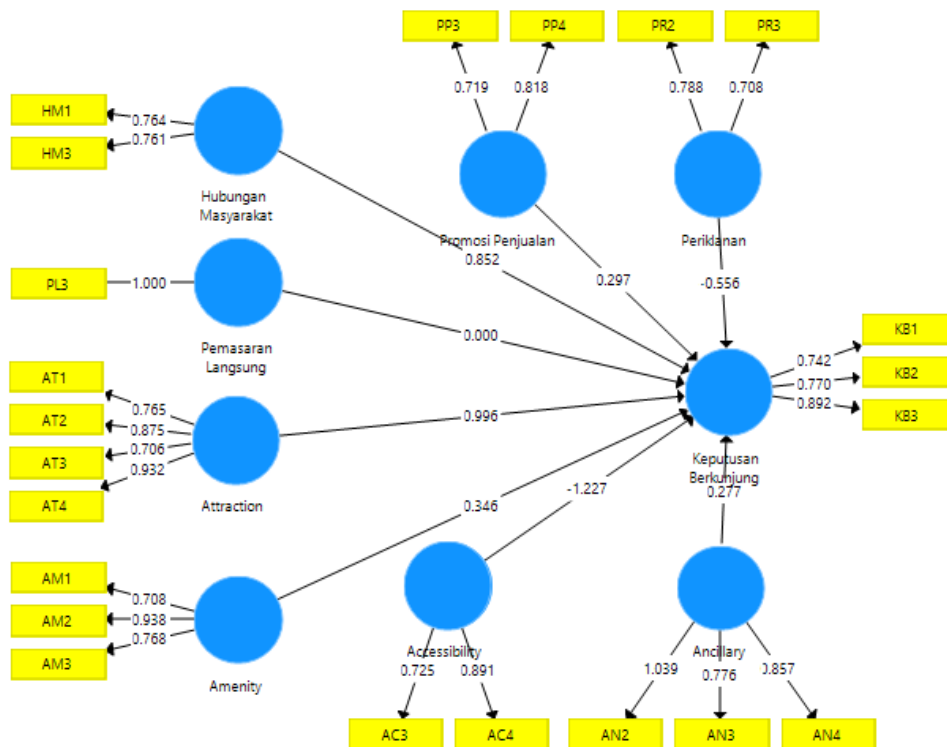 PP3
PP4
PR2
PR3
0.719
0.818
0.788
0.708
HM1
HM3
0.764
0.761
Hubungan
Masyarakat
Promosi Penjualan
Periklanan
0.852
0.297
-0.556
PL3
1.000
Pemasaran
Langsung
0.000
KB1
KB2
KB3
0.742
0.770
0.892
Keputusan
Berkunjung
AT1
AT2
AT3
AT4
0.765
0.875
0.706
0.932
Attraction
0.996
0.346
-1.227
0.277
AM1
AM2
AM3
0.708
0.938
0.768
Amenity
Accessibility
0.725
0.891
AC3
AC4
Ancillary
1.039
0.776
0.857
AN2
AN3
AN4